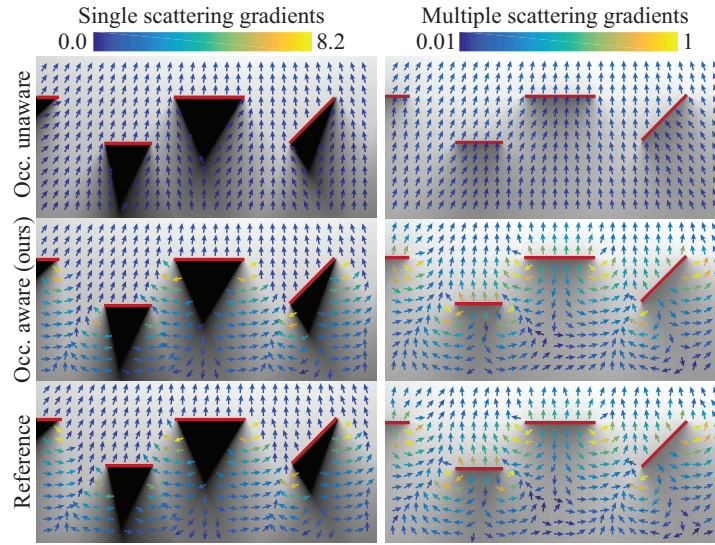 Single scattering gradients
0.0 8.2
Multiple scattering gradients
0.01 1
Occ. unaware
Occ. aware (ours)
Reference